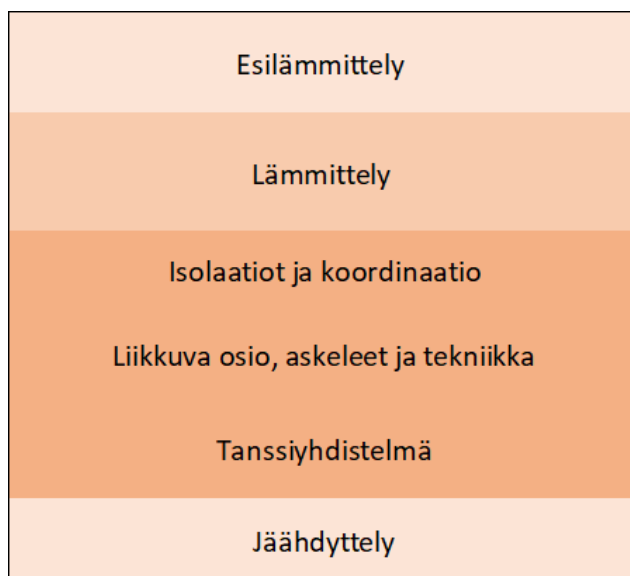 Esilämmittely
Lämmittely
Isolaatiot ja koordinaatio
Liikkuva osio, askeleet ja tekniikka
Tanssiyhdistelmä
Jäähdyttely